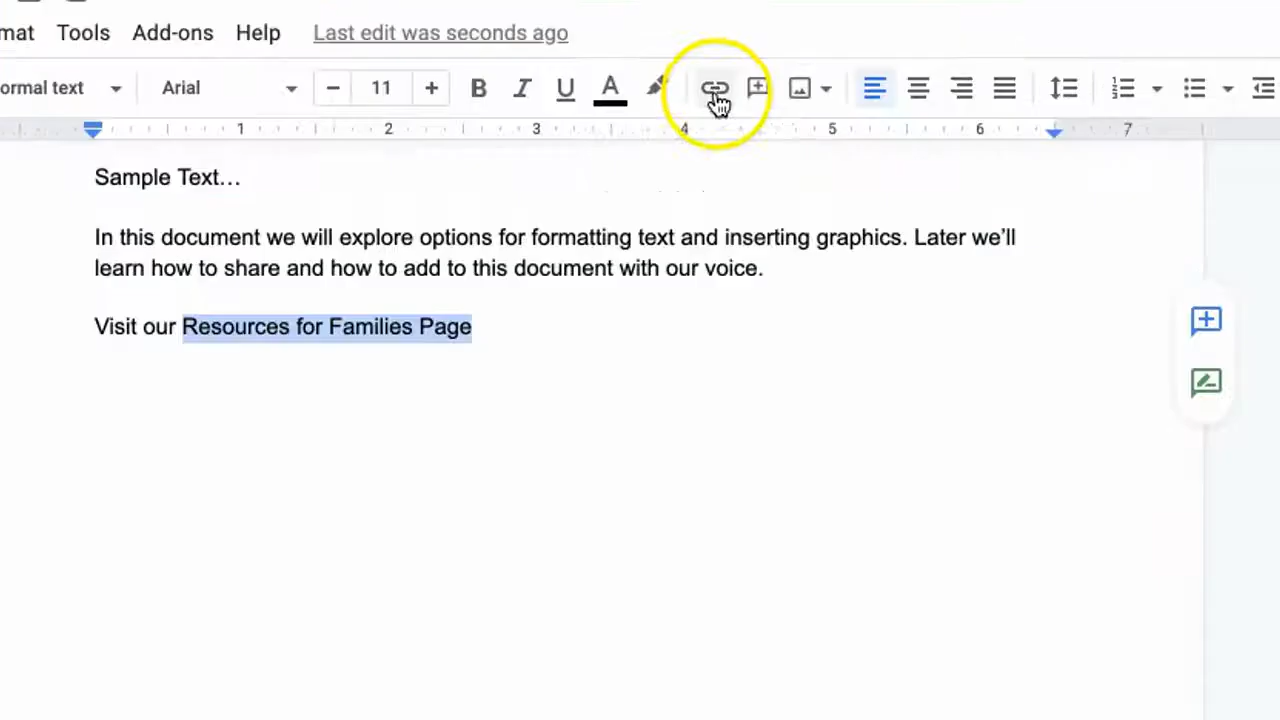 mat Tools Add-ons Help Last edit was seconds ago
ormal text Arial 11 B I U A
1 2 3 4 5 6 7
Sample Text…
In this document we will explore options for formatting text and inserting graphics. Later we’ll
learn how to share and how to add to this document with our voice.
Visit our Resources for Families Page